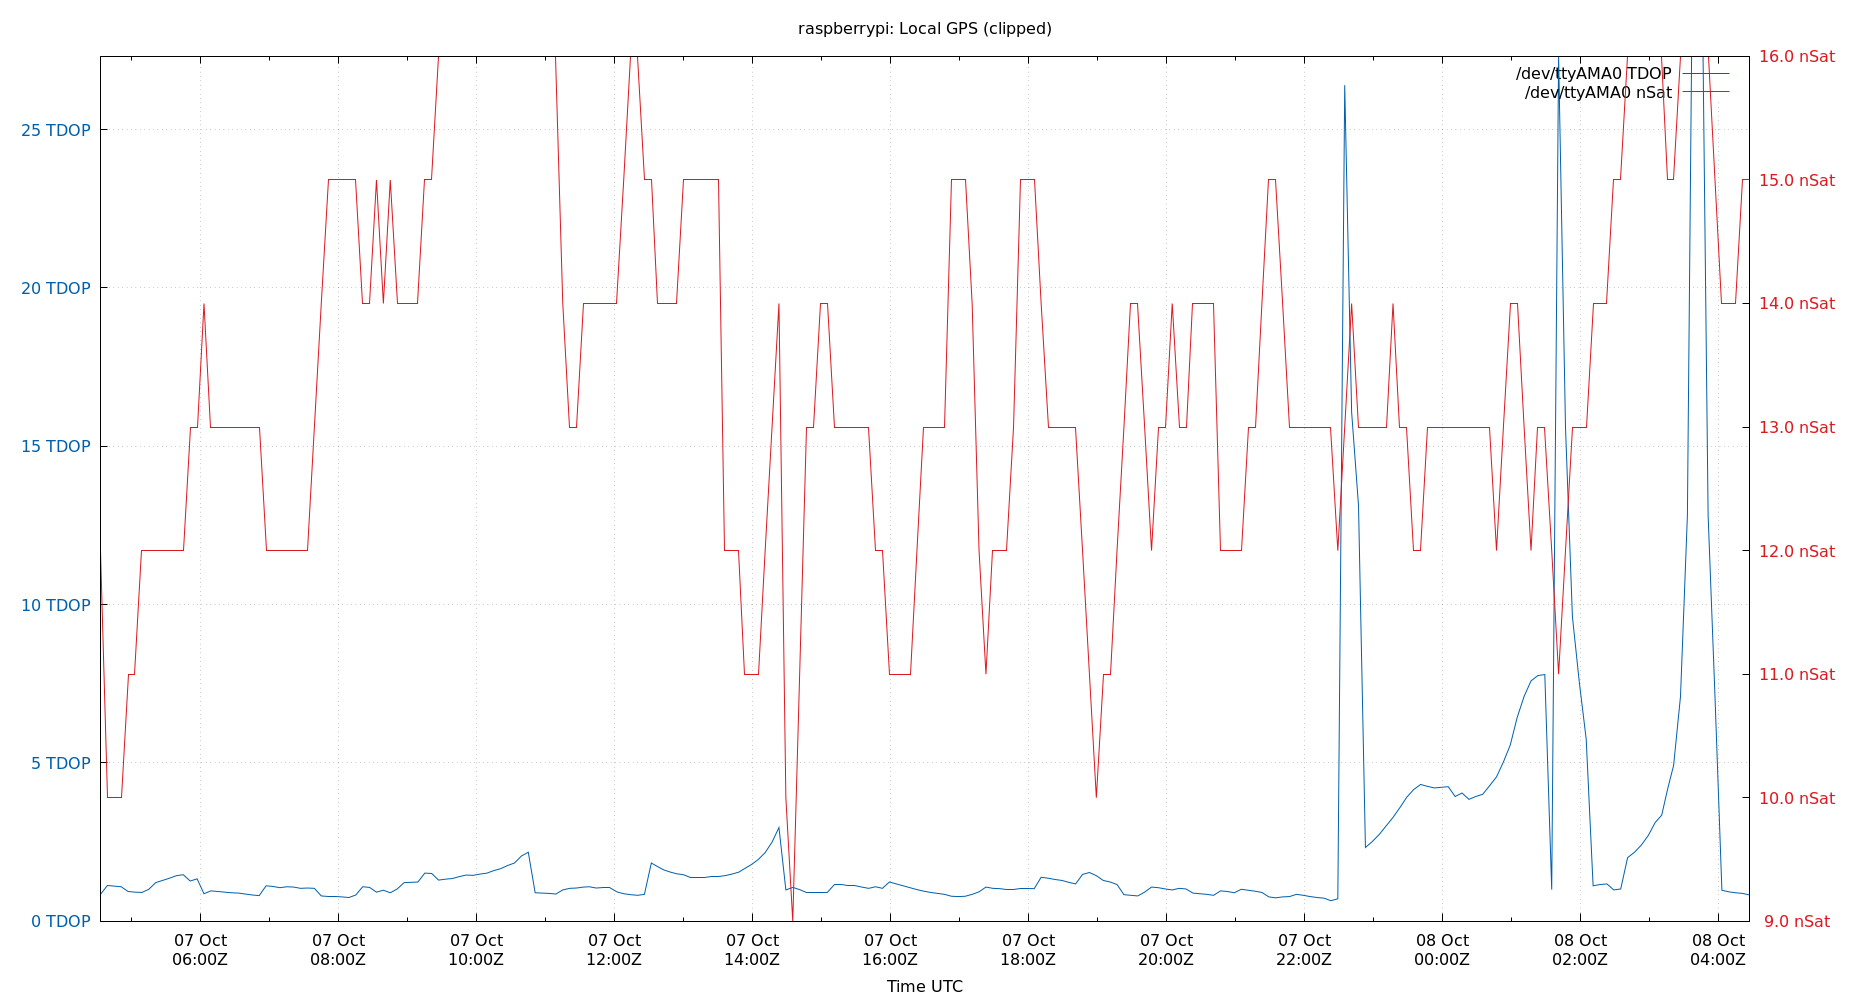 raspberrypi: Local GPS (clipped)
/dev/ttyAMA0 TDOP
/dev/ttyAMA0 nSat
25 TDOP
20 TDOP
15 TDOP
10 TDOP
5 TDOP
0 TDOP
16.0 nSat
15.0 nSat
14.0 nSat
13.0 nSat
12.0 nSat
11.0 nSat
10.0 nSat
9.0 nSat
07 Oct 07 Oct 07 Oct 07 Oct 07 Oct 07 Oct 07 Oct 07 Oct 07 Oct 08 Oct 08 Oct 08 Oct
06:00Z 08:00Z 10:00Z 12:00Z 14:00Z 16:00Z 18:00Z 20:00Z 22:00Z 00:00Z 02:00Z 04:00Z
Time UTC